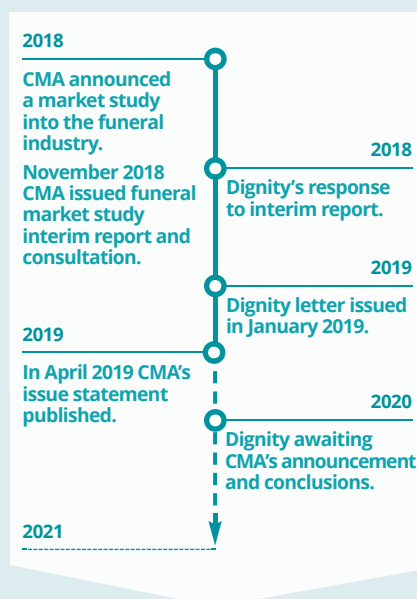 2018
CMA announced
a market study
into the funeral
industry.
November 2018
CMA issued funeral
market study
interim report and
consultation.
2018
Dignity's response
to interim report.
2019
Dignity letter issued
in January 2019.
2019
In April 2019 CMA's
issue statement
published.
2020
Dignity awaiting
CMA's announcement
and conclusions.
2021